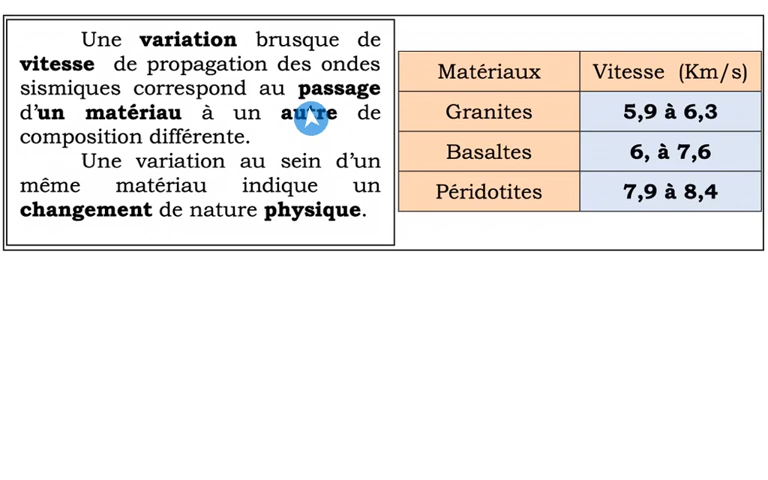 Une variation brusque de
vitesse de propagation des ondes
sismiques correspond au passage
d'un matériau à un autre de
composition différente.
Une variation au sein d'un
même matériau indique un
changement de nature physique.
Matériaux Vitesse (Km/s)
Granites 5,9 à 6,3
Basaltes 6, à 7,6
Péridotites 7,9 à 8,4